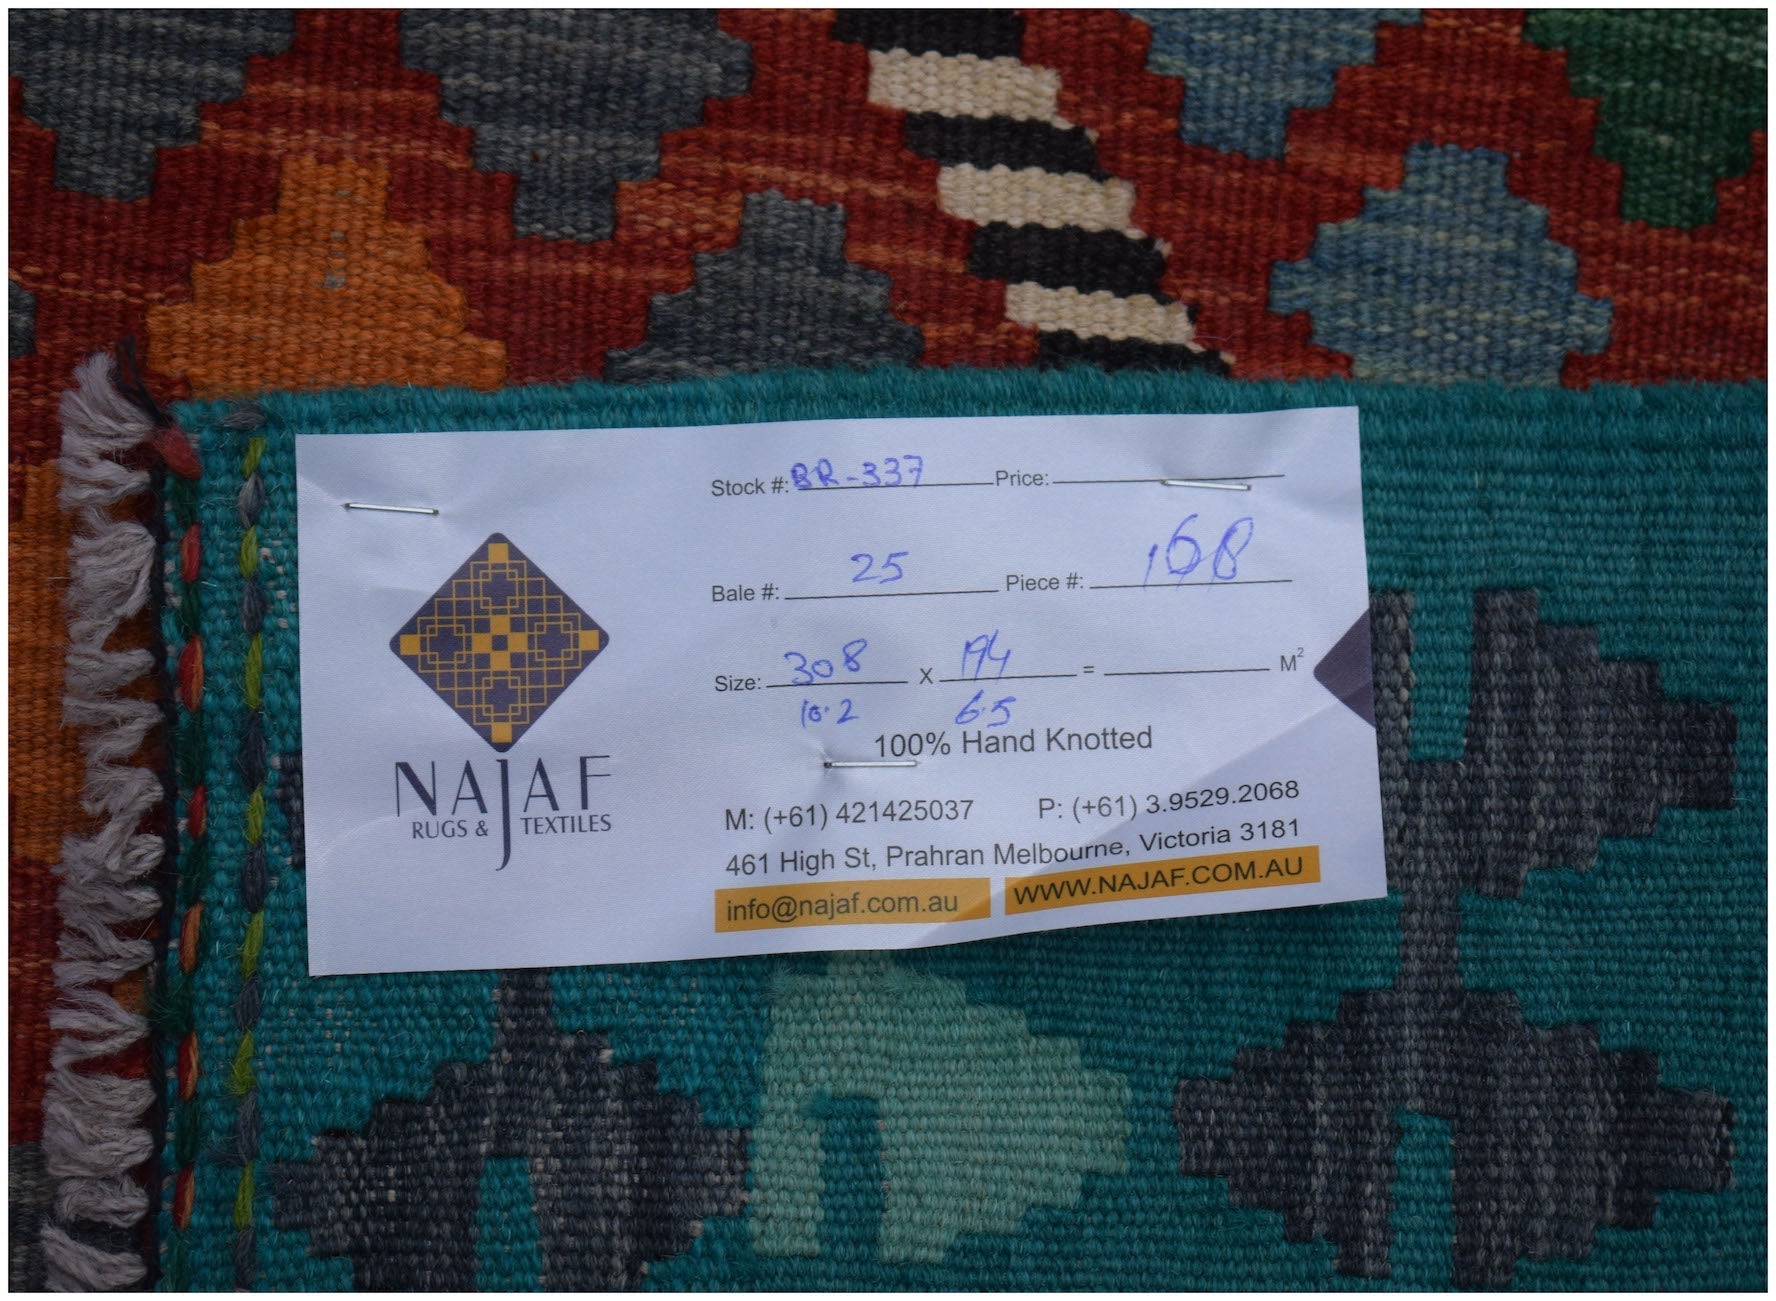 Stock #: BR-337 Price:
Bale #: 25 Piece #: 168
Size: 308 X 194 = M²
10.2 6.5
100% Hand Knotted
NAJAF
RUGS & TEXTILES
M: (+61) 421425037 P: (+61) 3.9529.2068
461 High St, Prahran Melbourne, Victoria 3181
info@najaf.com.au WWW.NAJAF.COM.AU